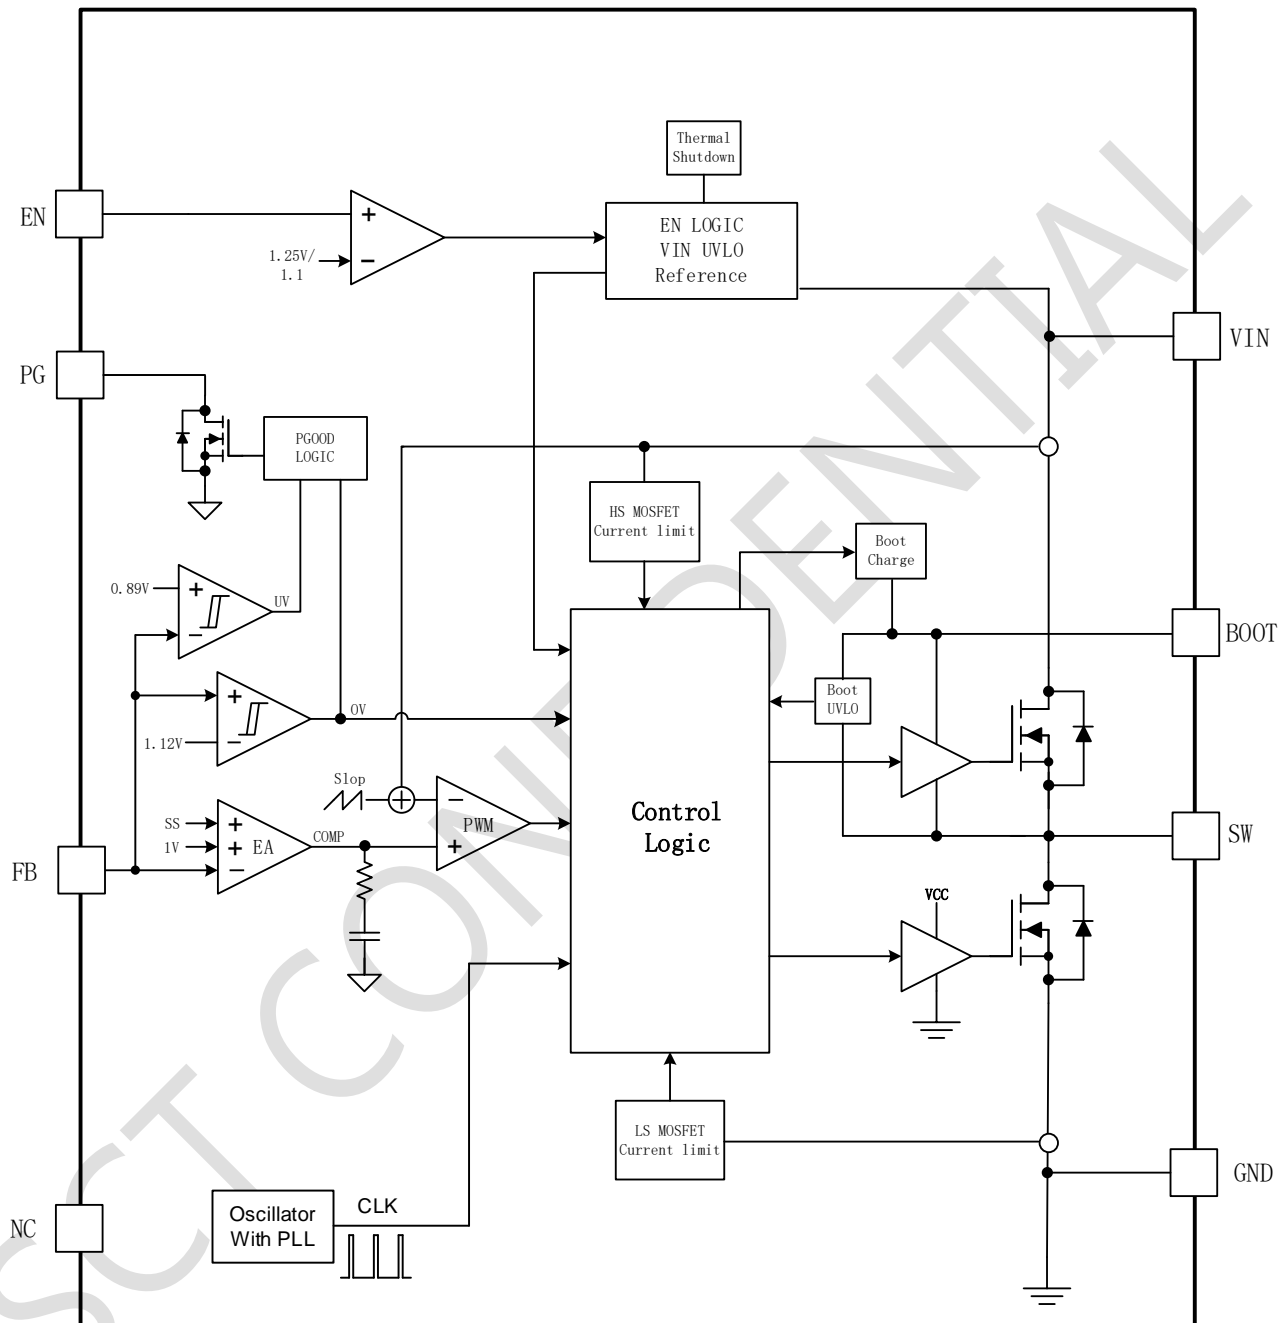 Thermal
Shutdown
EN
+
−
1.25V/
1.1
EN LOGIC
VIN UVLO
Reference
VIN
PG
PGOOD
LOGIC
HS MOSFET
Current limit
Boot
Charge
0.89V
+
−
UV
BOOT
+
−
1.12V
OV
Boot
UVLO
Slop
+
−
+
PWM
SS
1V
+
+
−
EA
COMP
Control
Logic
SW
FB
VCC
LS MOSFET
Current limit
GND
NC
Oscillator
With PLL
CLK
SCT CONFIDENTIAL